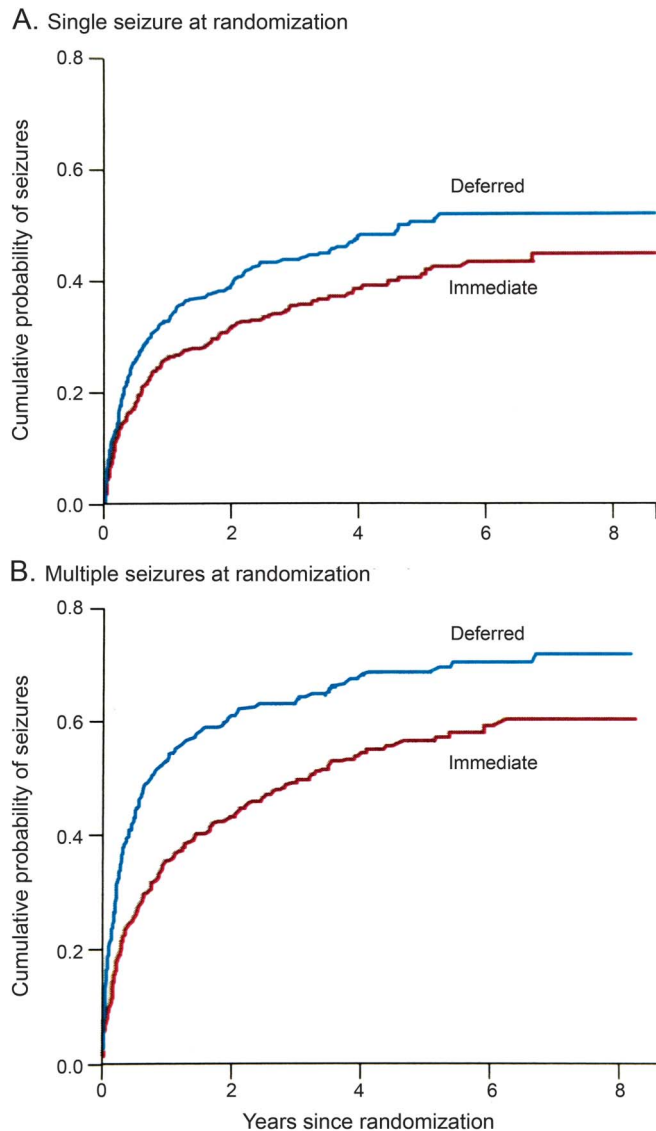 A. Single seizure at randomization
0.8
0.6
0.4
0.2
0.0
Cumulative probability of seizures
Deferred
Immediate
0 2 4 6 8
B. Multiple seizures at randomization
0.8
0.6
0.4
0.2
0.0
Cumulative probability of seizures
Deferred
Immediate
0 2 4 6 8
Years since randomization